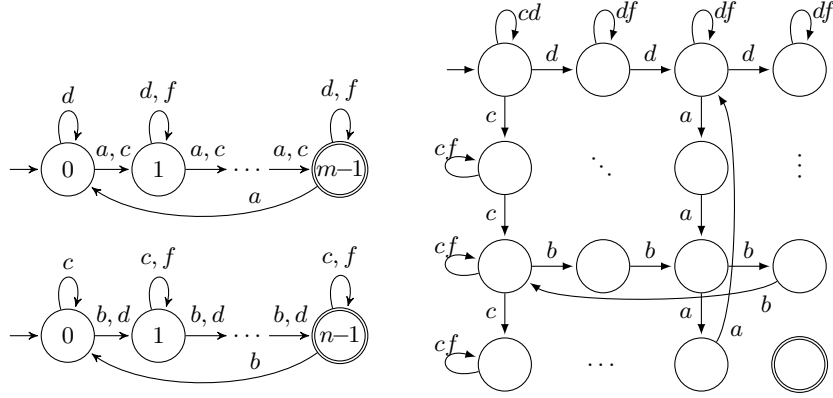 d
d, f
d, f
0
a, c
1
a, c
···
a, c
m−1
a
c
c, f
c, f
0
b, d
1
b, d
···
b, d
n−1
b
cd
df
df
df
d
d
d
c
a
cf
⋱
⋮
c
a
cf
b
b
b
b
c
a
a
cf
···